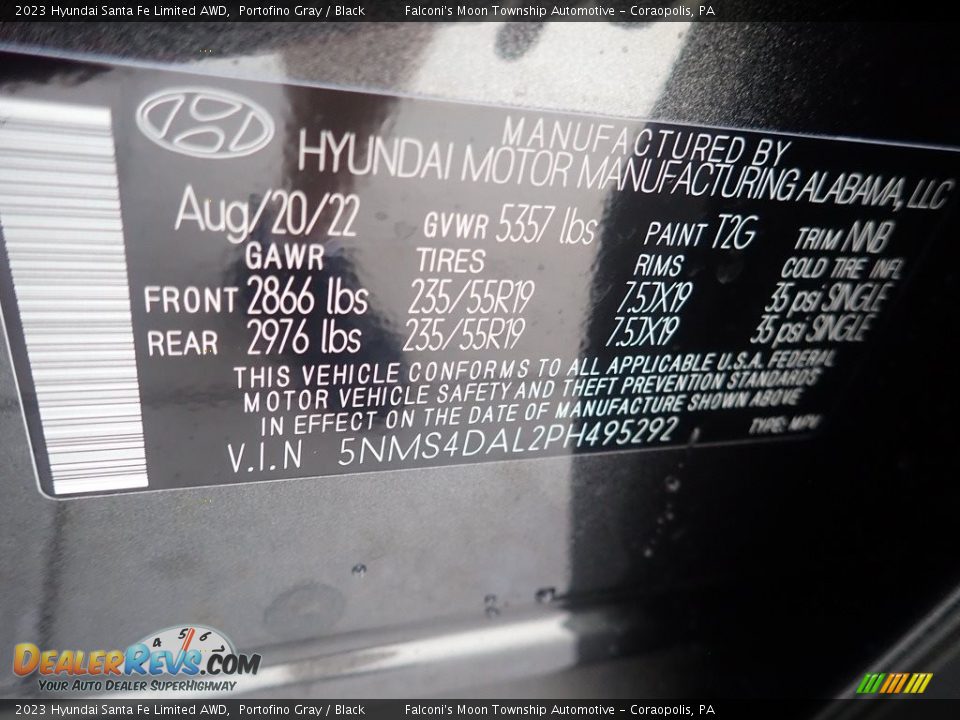 2023 Hyundai Santa Fe Limited AWD, Portofino Gray / Black Falconi's Moon Township Automotive - Coraopolis, PA
MANUFACTURED BY
HYUNDAI MOTOR MANUFACTURING ALABAMA, LLC
Aug/20/22 GVWR 5357 lbs PAINT T2G TRIM NNB
GAWR TIRES RIMS COLD TIRE INFL
FRONT 2866 lbs 235/55R19 7.5JX19 35 psi SINGLE
REAR 2976 lbs 235/55R19 7.5JX19 35 psi SINGLE
THIS VEHICLE CONFORMS TO ALL APPLICABLE U.S.A. FEDERAL
MOTOR VEHICLE SAFETY AND THEFT PREVENTION STANDARDS
IN EFFECT ON THE DATE OF MANUFACTURE SHOWN ABOVE
V.I.N 5NMS4DAL2PH495292 TYPE: MPV
4 5 6
DEALERREVS.COM
YOUR AUTO DEALER SUPERHIGHWAY
2023 Hyundai Santa Fe Limited AWD, Portofino Gray / Black Falconi's Moon Township Automotive - Coraopolis, PA